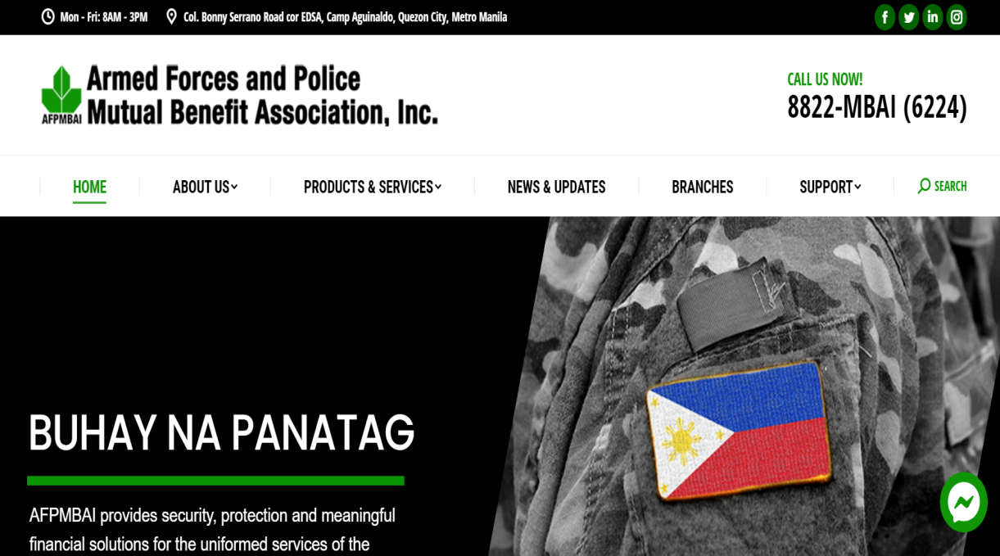 Mon - Fri: 8AM - 3PM
Col. Bonny Serrano Road cor EDSA, Camp Aguinaldo, Quezon City, Metro Manila
Armed Forces and Police
Mutual Benefit Association, Inc.
AFPMBAI
CALL US NOW!
8822-MBAI (6224)
HOME
ABOUT US
PRODUCTS & SERVICES
NEWS & UPDATES
BRANCHES
SUPPORT
SEARCH
BUHAY NA PANATAG
AFPMBAI provides security, protection and meaningful
financial solutions for the uniformed services of the